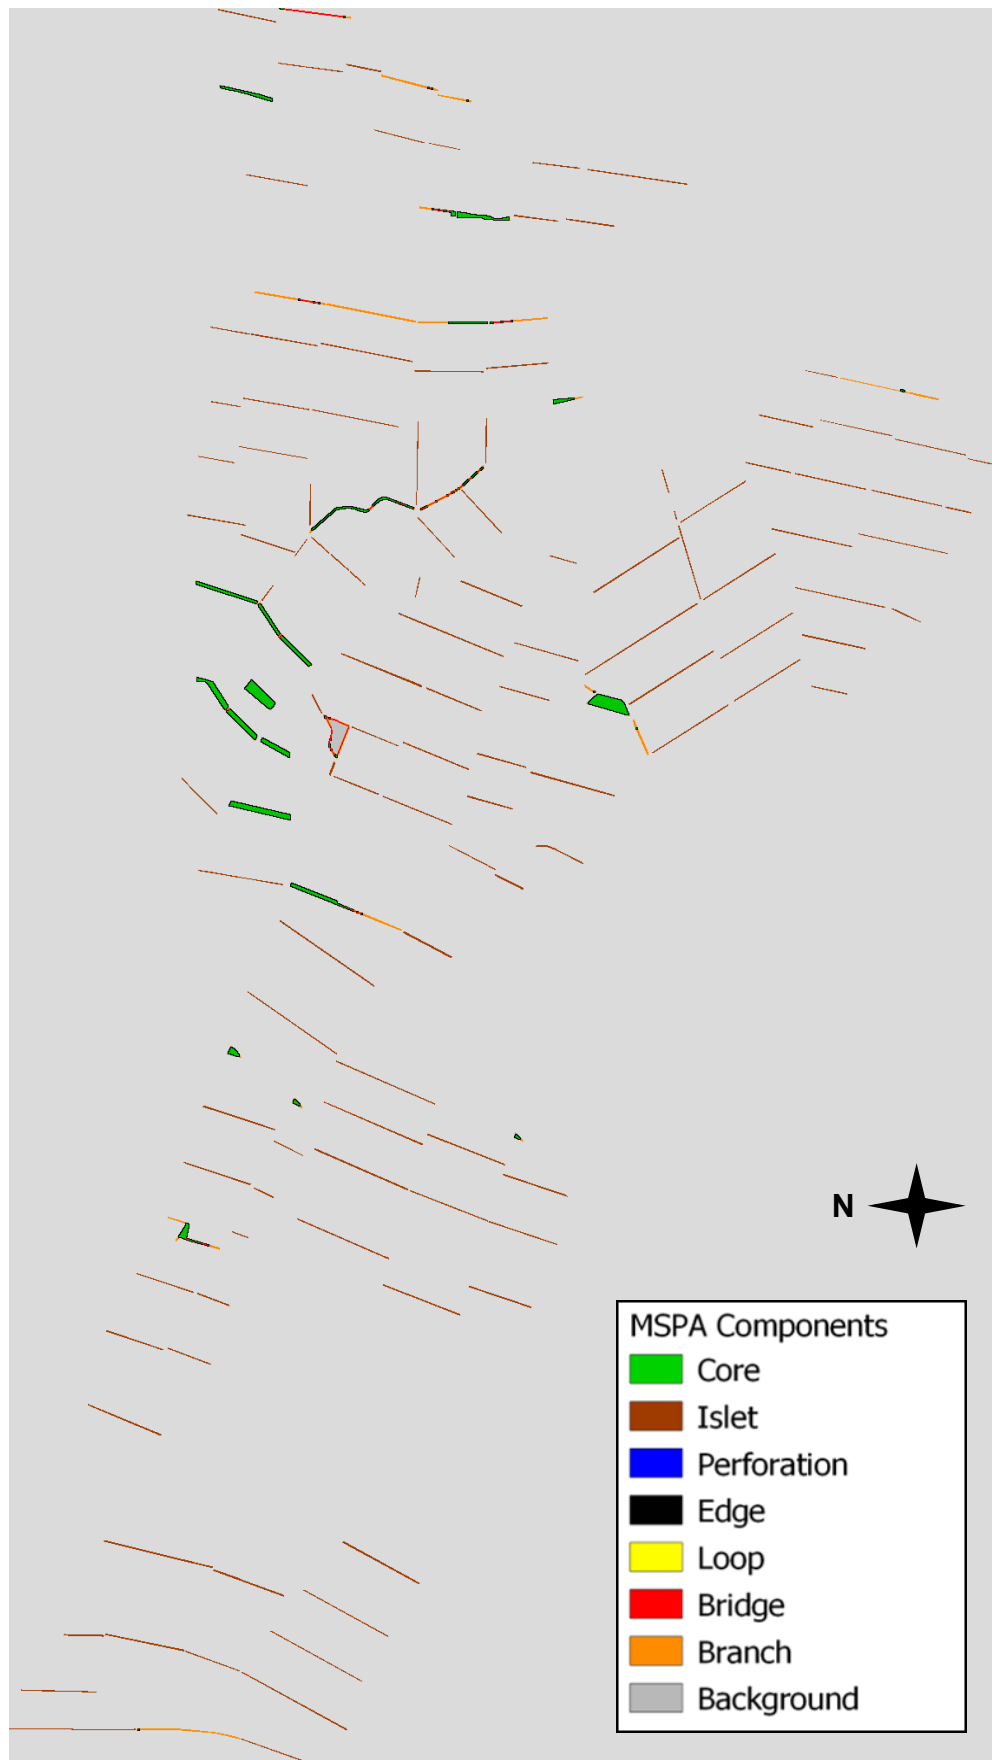 N
MSPA Components
Core
Islet
Perforation
Edge
Loop
Bridge
Branch
Background